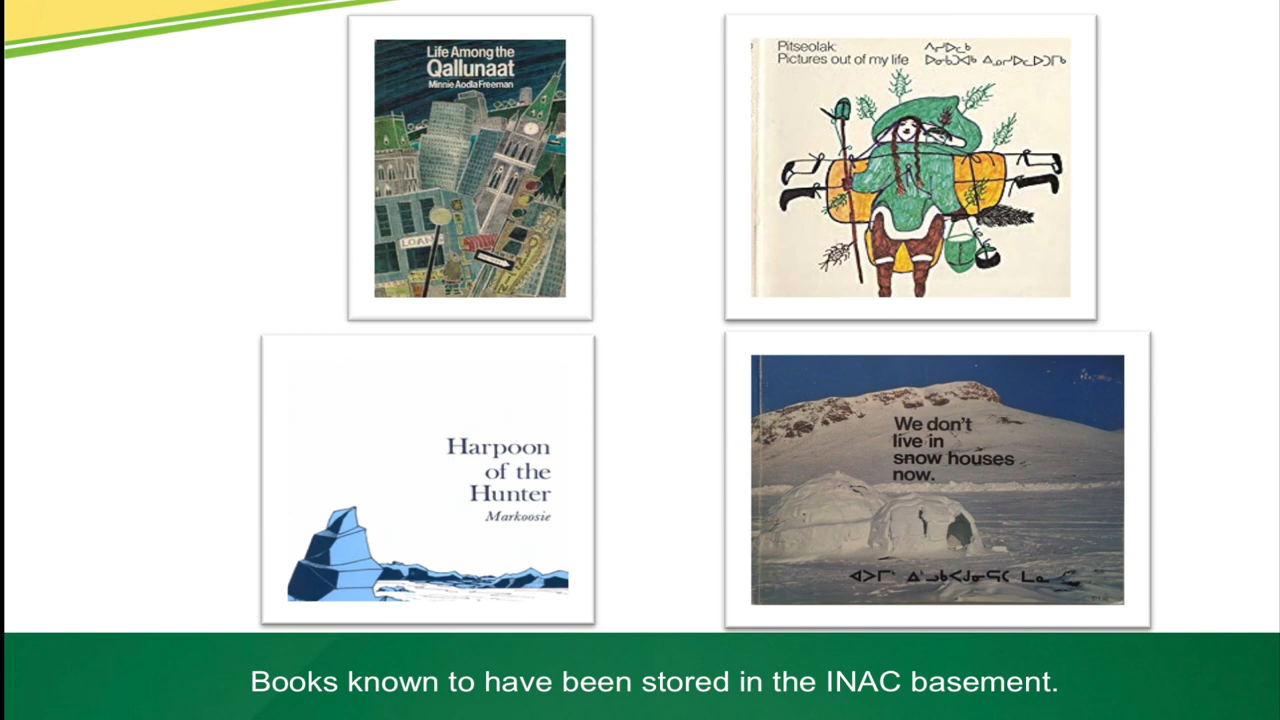 Life Among the
Qallunaat
Minnie Aodla Freeman
LOAN
Pitseolak:
Pictures out of my life
ᐱᓯᐅᓚᒃ
Harpoon
of the
Hunter
Markoosie
We don't
live in
snow houses
now.
Books known to have been stored in the INAC basement.